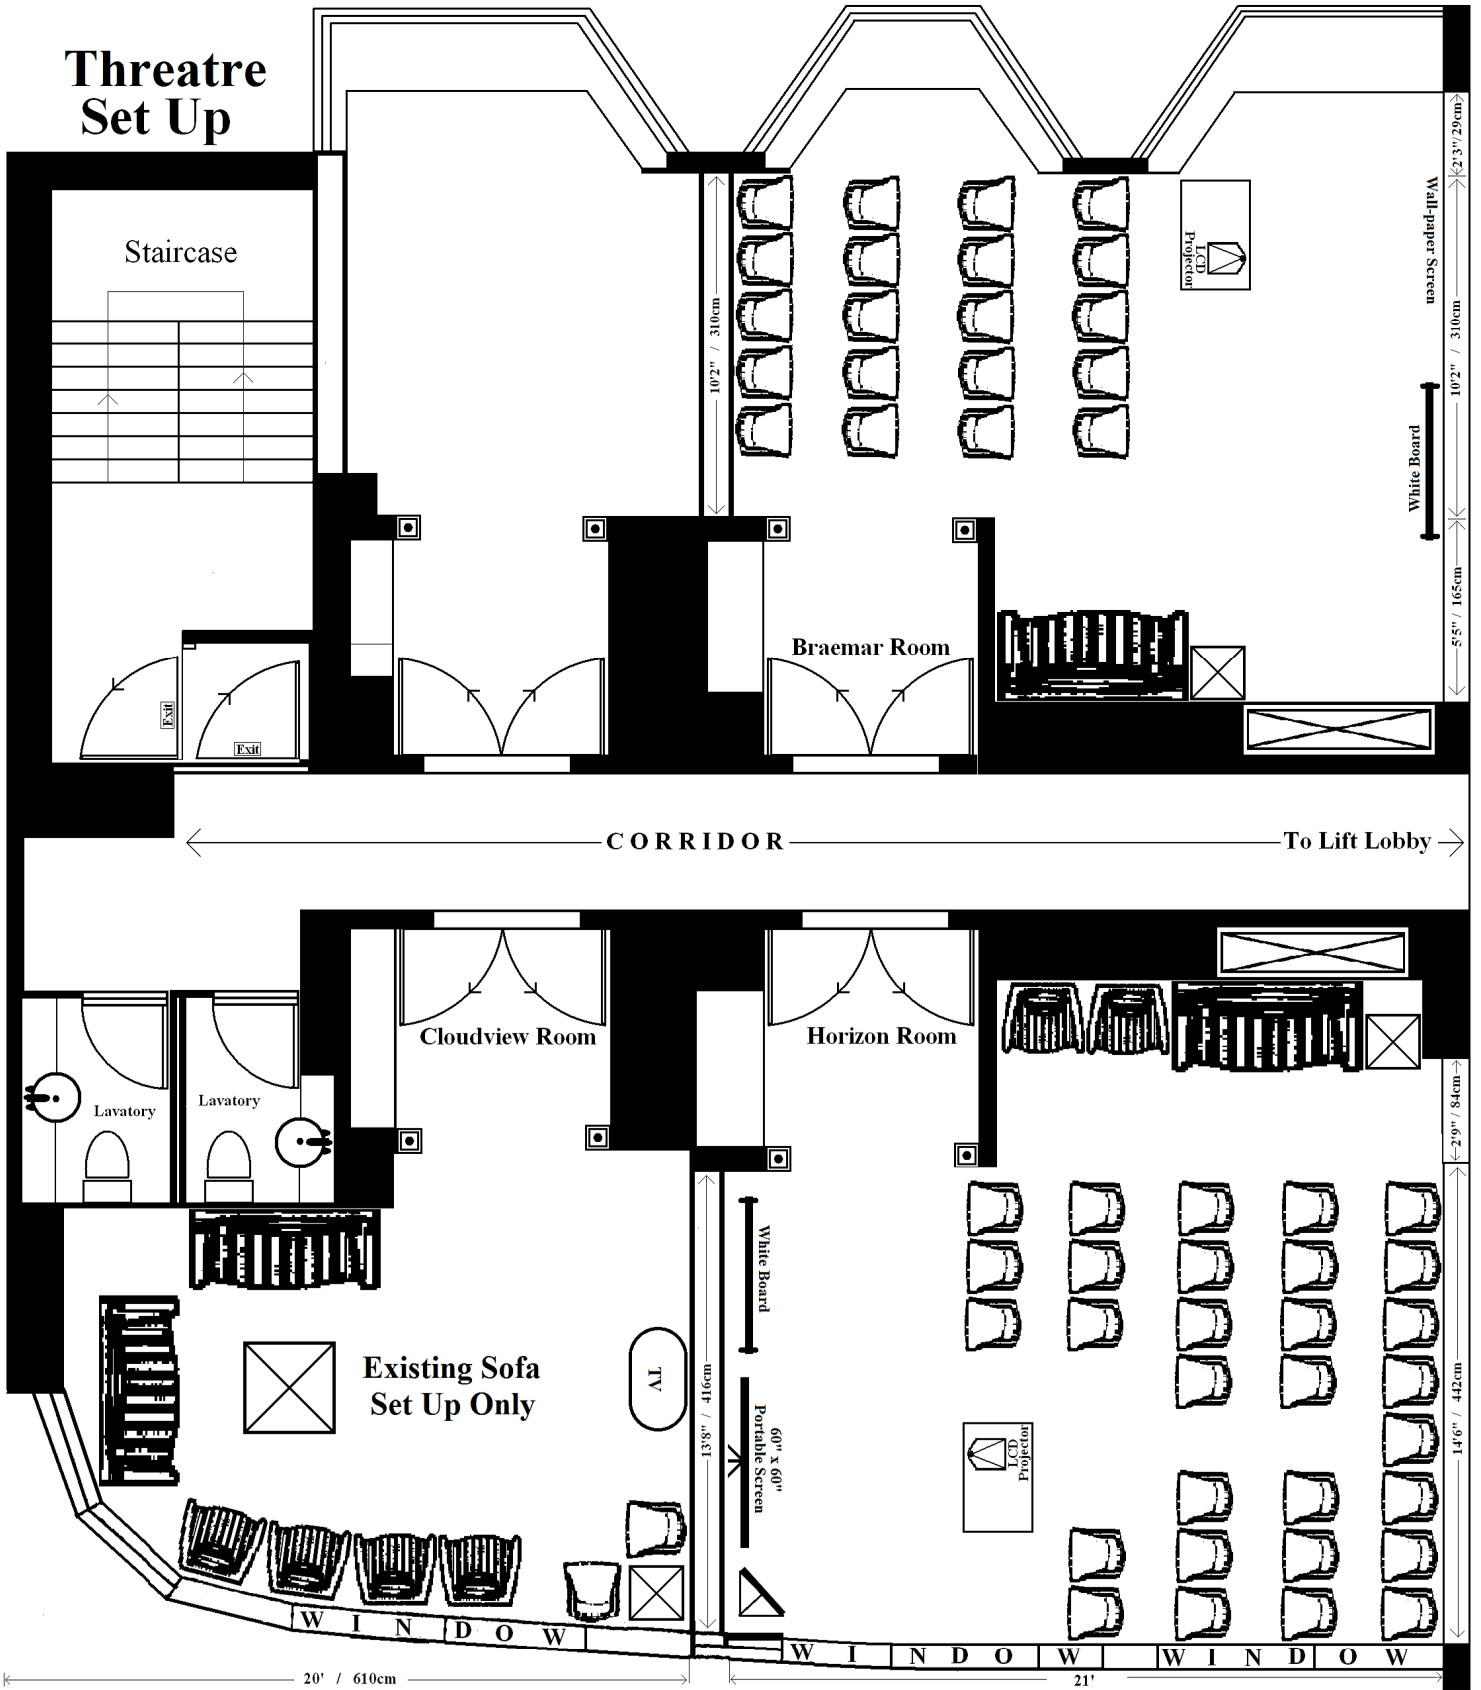 Threatre
Set Up
Staircase
Exit
Exit
10'2" / 310cm
LCD
Projector
Wall-paper Screen
White Board
2'3"/29cm
10'2" / 310cm
5'5" / 165cm
Braemar Room
CORRIDOR
To Lift Lobby
Cloudview Room
Horizon Room
Lavatory
Lavatory
2'9" / 84cm
White Board
Existing Sofa
Set Up Only
TV
13'8" / 416cm
60" x 60"
Portable Screen
LCD
Projector
14'6" / 442cm
WINDOW
WINDOW
WINDOW
20' / 610cm
21'